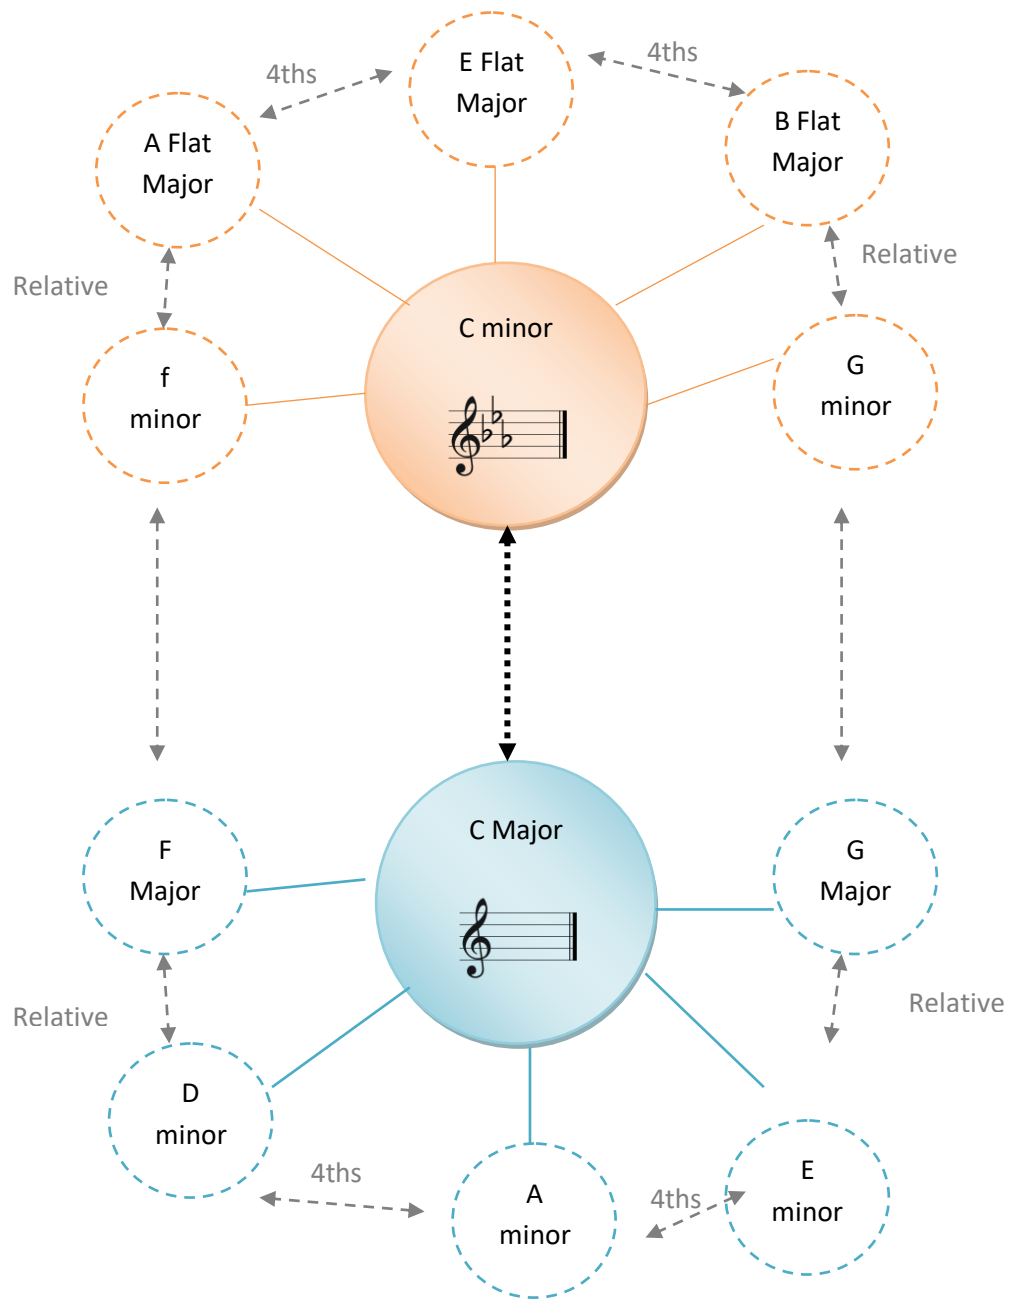 4ths
E Flat
Major
4ths
A Flat
Major
B Flat
Major
Relative
Relative
C minor
f
minor
G
minor
C Major
F
Major
G
Major
Relative
Relative
D
minor
4ths
A
minor
4ths
E
minor